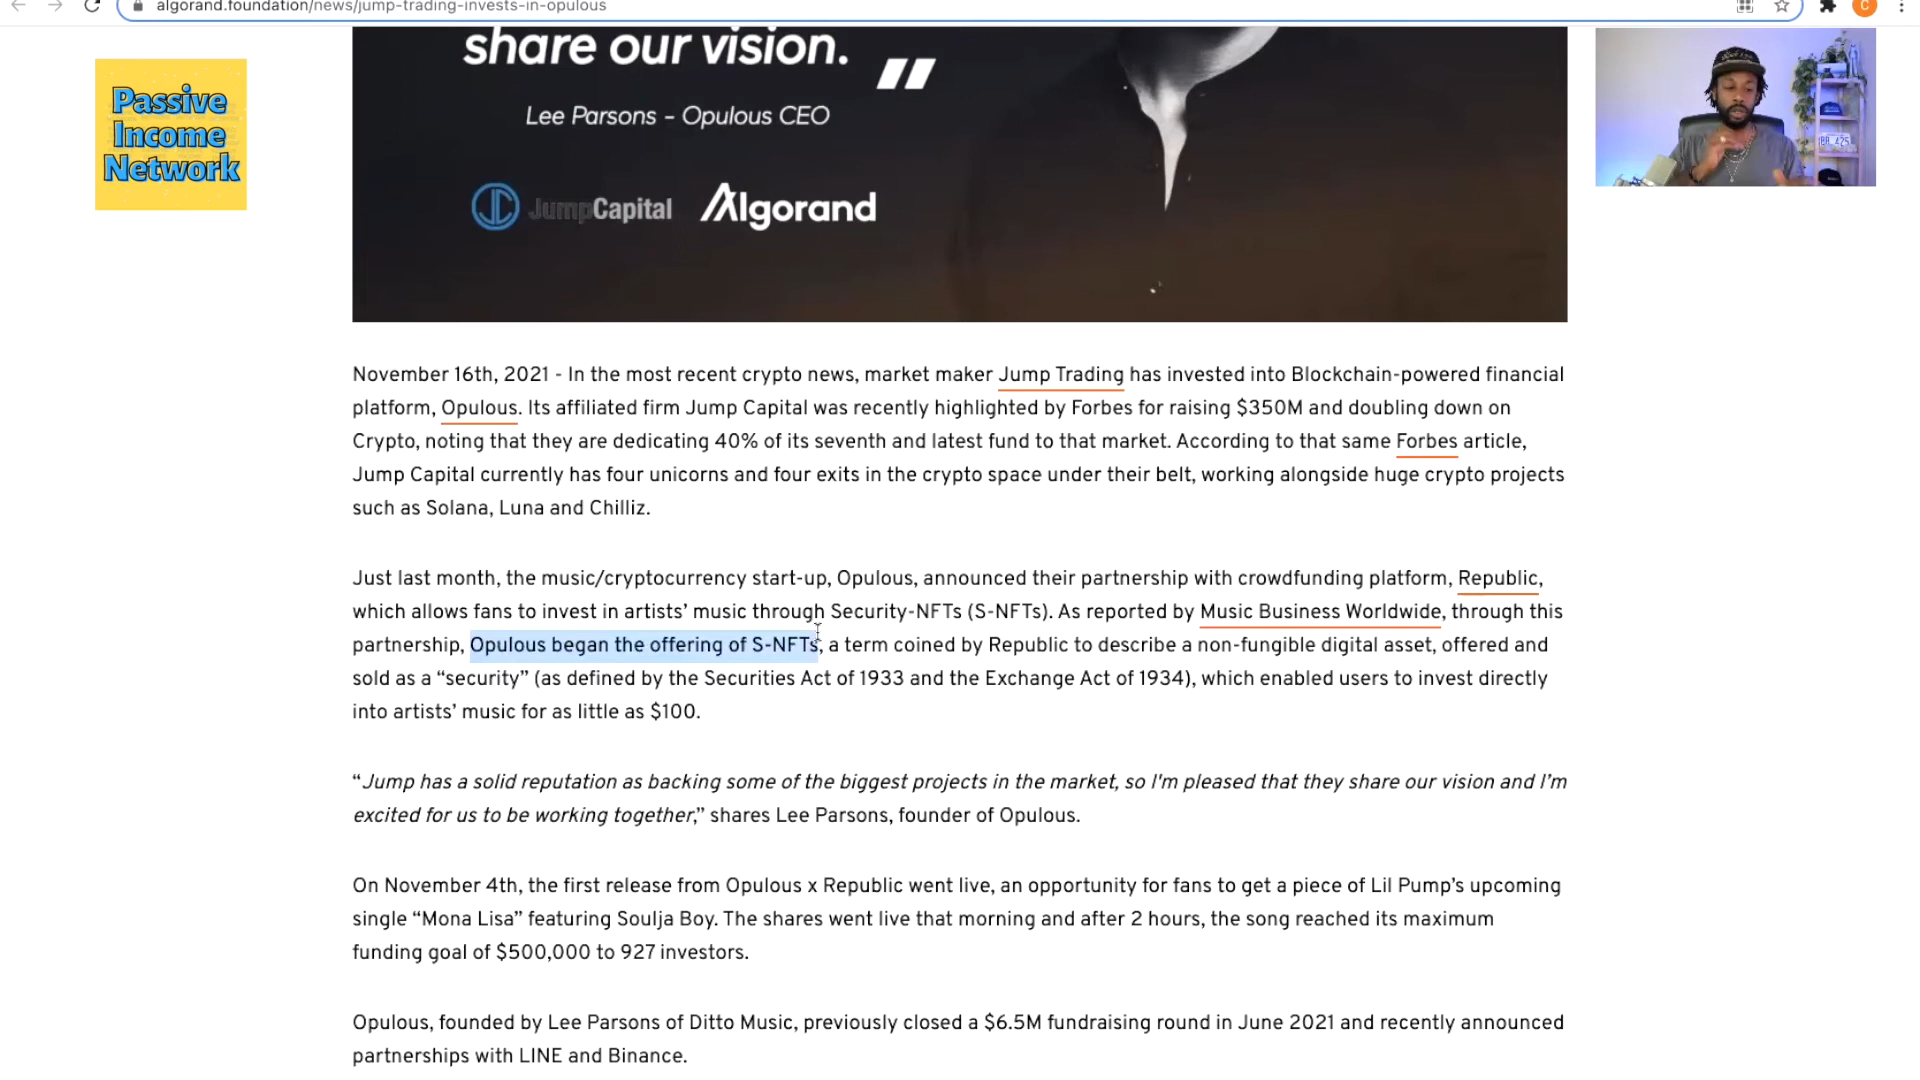 algorand.foundation/news/jump-trading-invests-in-opulous
C
Passive
Income
Network
share our vision.
"
Lee Parsons - Opulous CEO
JC JumpCapital Algorand
November 16th, 2021 - In the most recent crypto news, market maker Jump Trading has invested into Blockchain-powered financial
platform, Opulous. Its affiliated firm Jump Capital was recently highlighted by Forbes for raising $350M and doubling down on
Crypto, noting that they are dedicating 40% of its seventh and latest fund to that market. According to that same Forbes article,
Jump Capital currently has four unicorns and four exits in the crypto space under their belt, working alongside huge crypto projects
such as Solana, Luna and Chilliz.
Just last month, the music/cryptocurrency start-up, Opulous, announced their partnership with crowdfunding platform, Republic,
which allows fans to invest in artists’ music through Security-NFTs (S-NFTs). As reported by Music Business Worldwide, through this
partnership, Opulous began the offering of S-NFTs, a term coined by Republic to describe a non-fungible digital asset, offered and
sold as a “security” (as defined by the Securities Act of 1933 and the Exchange Act of 1934), which enabled users to invest directly
into artists’ music for as little as $100.
“Jump has a solid reputation as backing some of the biggest projects in the market, so I'm pleased that they share our vision and I’m
excited for us to be working together,” shares Lee Parsons, founder of Opulous.
On November 4th, the first release from Opulous x Republic went live, an opportunity for fans to get a piece of Lil Pump’s upcoming
single “Mona Lisa” featuring Soulja Boy. The shares went live that morning and after 2 hours, the song reached its maximum
funding goal of $500,000 to 927 investors.
Opulous, founded by Lee Parsons of Ditto Music, previously closed a $6.5M fundraising round in June 2021 and recently announced
partnerships with LINE and Binance.